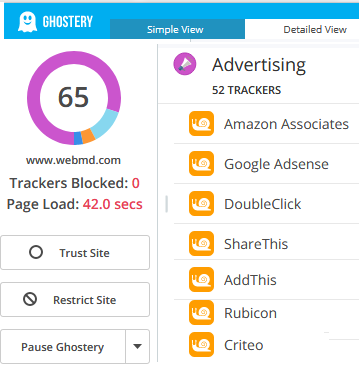 GHOSTERY
Simple View
Detailed View
65
www.webmd.com
Trackers Blocked: 0
Page Load: 42.0 secs
Trust Site
Restrict Site
Pause Ghostery
Advertising
52 TRACKERS
Amazon Associates
Google Adsense
DoubleClick
ShareThis
AddThis
Rubicon
Criteo